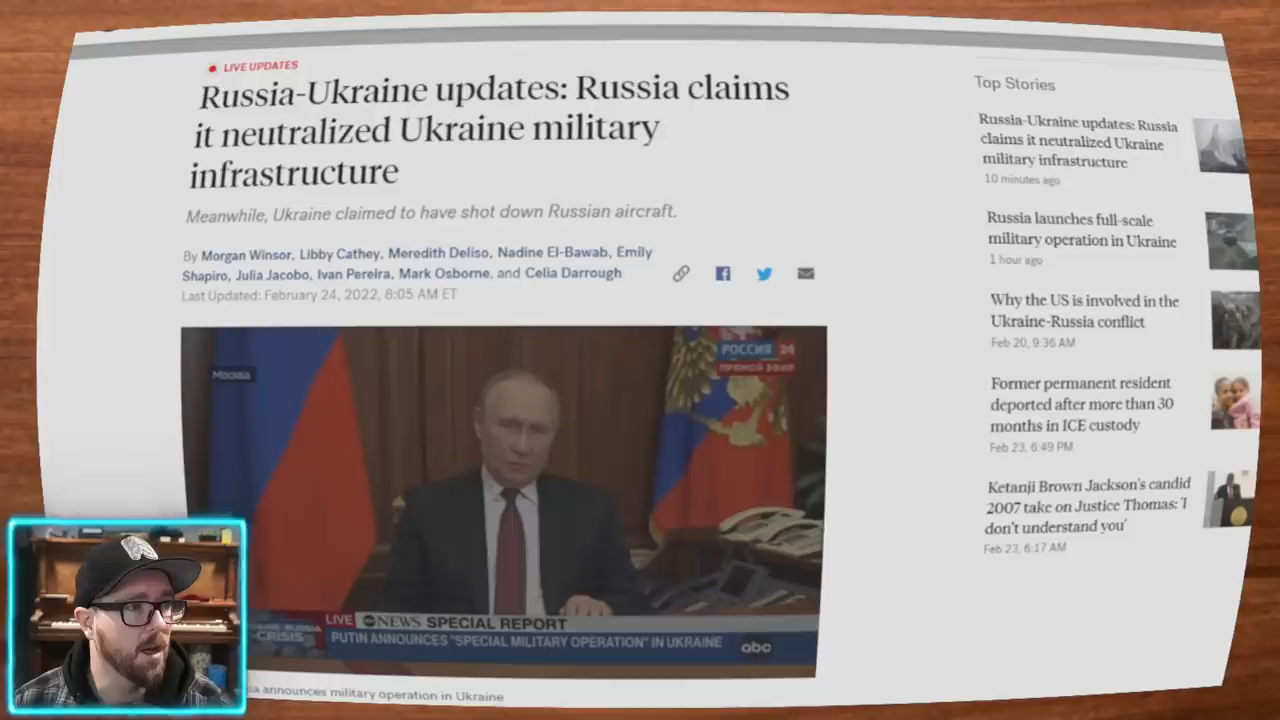 LIVE UPDATES
Russia-Ukraine updates: Russia claims
it neutralized Ukraine military
infrastructure
Meanwhile, Ukraine claimed to have shot down Russian aircraft.
By Morgan Winsor, Libby Cathey, Meredith Deliso, Nadine El-Bawab, Emily
Shapiro, Julia Jacobo, Ivan Pereira, Mark Osborne, and Celia Darrough
Last Updated: February 24, 2022, 8:05 AM ET
Москва
РОССИЯ 24
ПРЯМОЙ ЭФИР
LIVE abc NEWS SPECIAL REPORT
CRISIS
PUTIN ANNOUNCES "SPECIAL MILITARY OPERATION" IN UKRAINE
abc
announces military operation in Ukraine
Top Stories
Russia-Ukraine updates: Russia
claims it neutralized Ukraine
military infrastructure
10 minutes ago
Russia launches full-scale
military operation in Ukraine
1 hour ago
Why the US is involved in the
Ukraine-Russia conflict
Feb 20, 9:36 AM
Former permanent resident
deported after more than 30
months in ICE custody
Feb 23, 6:49 PM
Ketanji Brown Jackson's candid
2007 take on Justice Thomas: 'I
don't understand you'
Feb 23, 6:17 AM